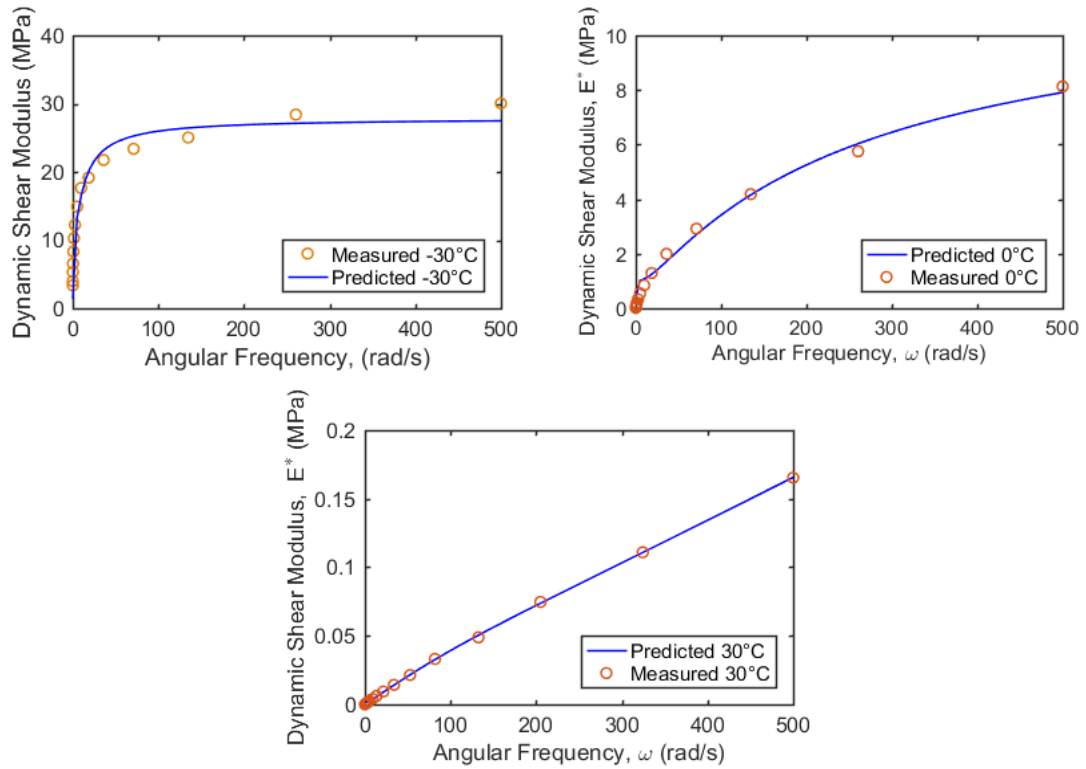 Dynamic Shear Modulus (MPa)
50
40
30
20
10
0
0
100
200
300
400
500
Measured -30°C
Predicted -30°C
Angular Frequency, (rad/s)
Dynamic Shear Modulus, E* (MPa)
10
8
6
4
2
0
0
100
200
300
400
500
Predicted 0°C
Measured 0°C
Angular Frequency, ω (rad/s)
Dynamic Shear Modulus, E* (MPa)
0.2
0.15
0.1
0.05
0
0
100
200
300
400
500
Predicted 30°C
Measured 30°C
Angular Frequency, ω (rad/s)